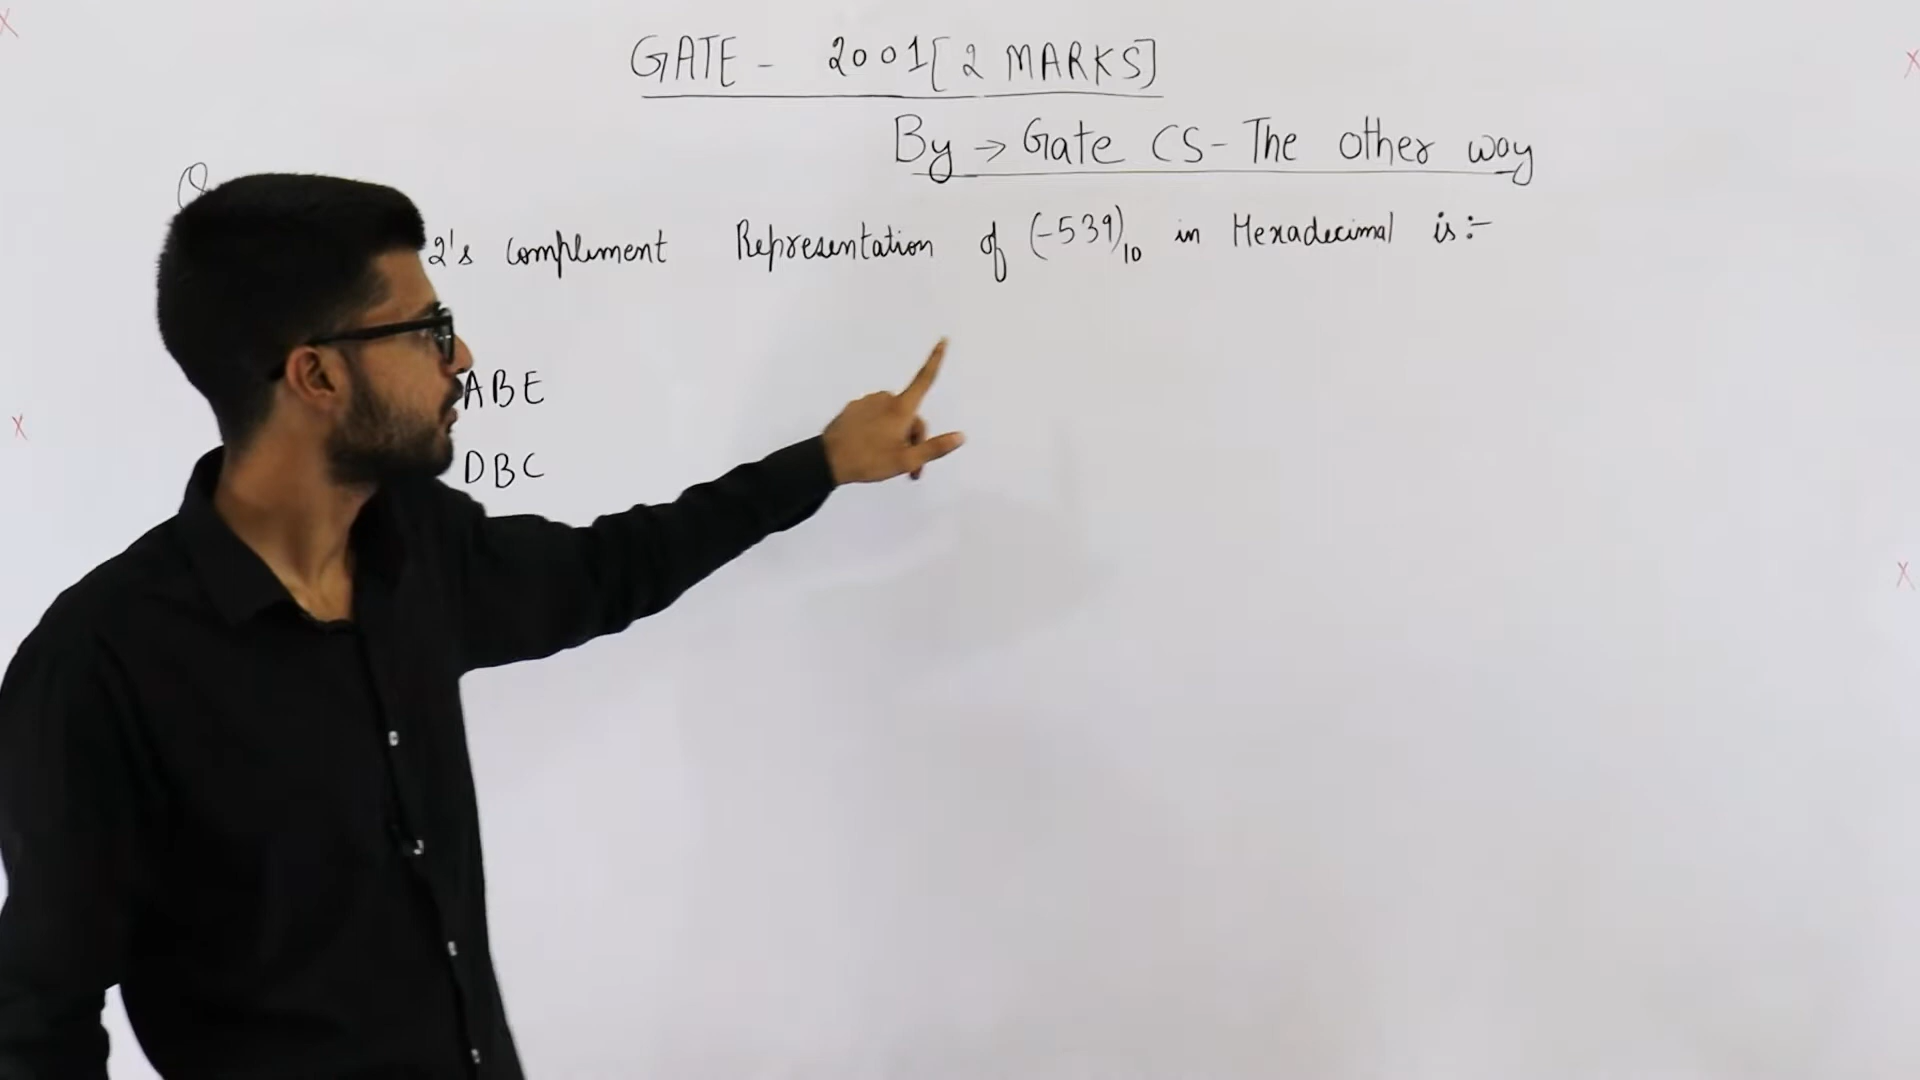 GATE - 2001 [2 MARKS]
By → Gate CS - The other way
2's complement Representation of (-539)10 in Hexadecimal is:-
ABE
DBC